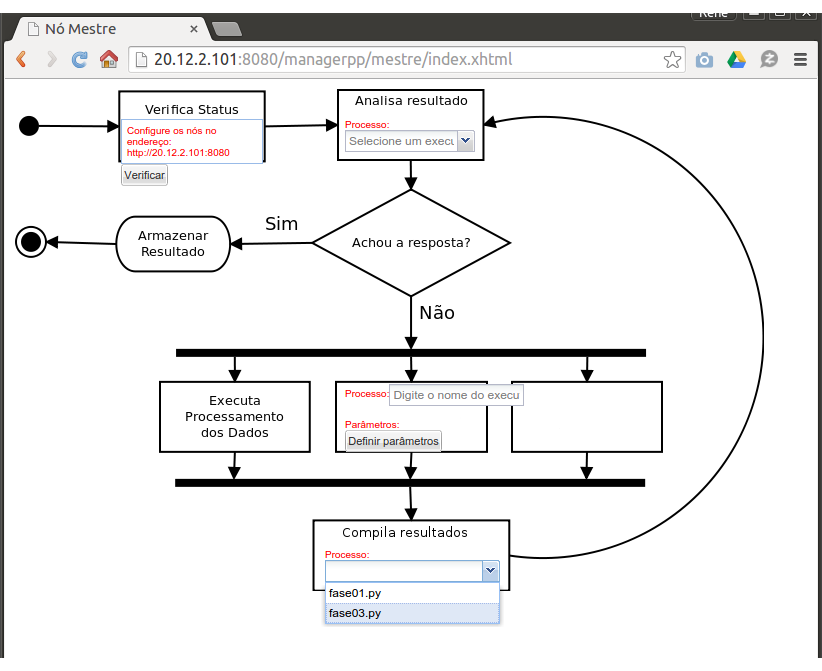 Rene
Nó Mestre
20.12.2.101:8080/managerpp/mestre/index.xhtml
Verifica Status
Configure os nós no
endereço:
http://20.12.2.101:8080
Verificar
Analisa resultado
Processo:
Selecione um execu
Sim
Armazenar
Resultado
Achou a resposta?
Não
Executa
Processamento
dos Dados
Processo:
Digite o nome do execu
Parâmetros:
Definir parâmetros
Compila resultados
Processo:
fase01.py
fase03.py